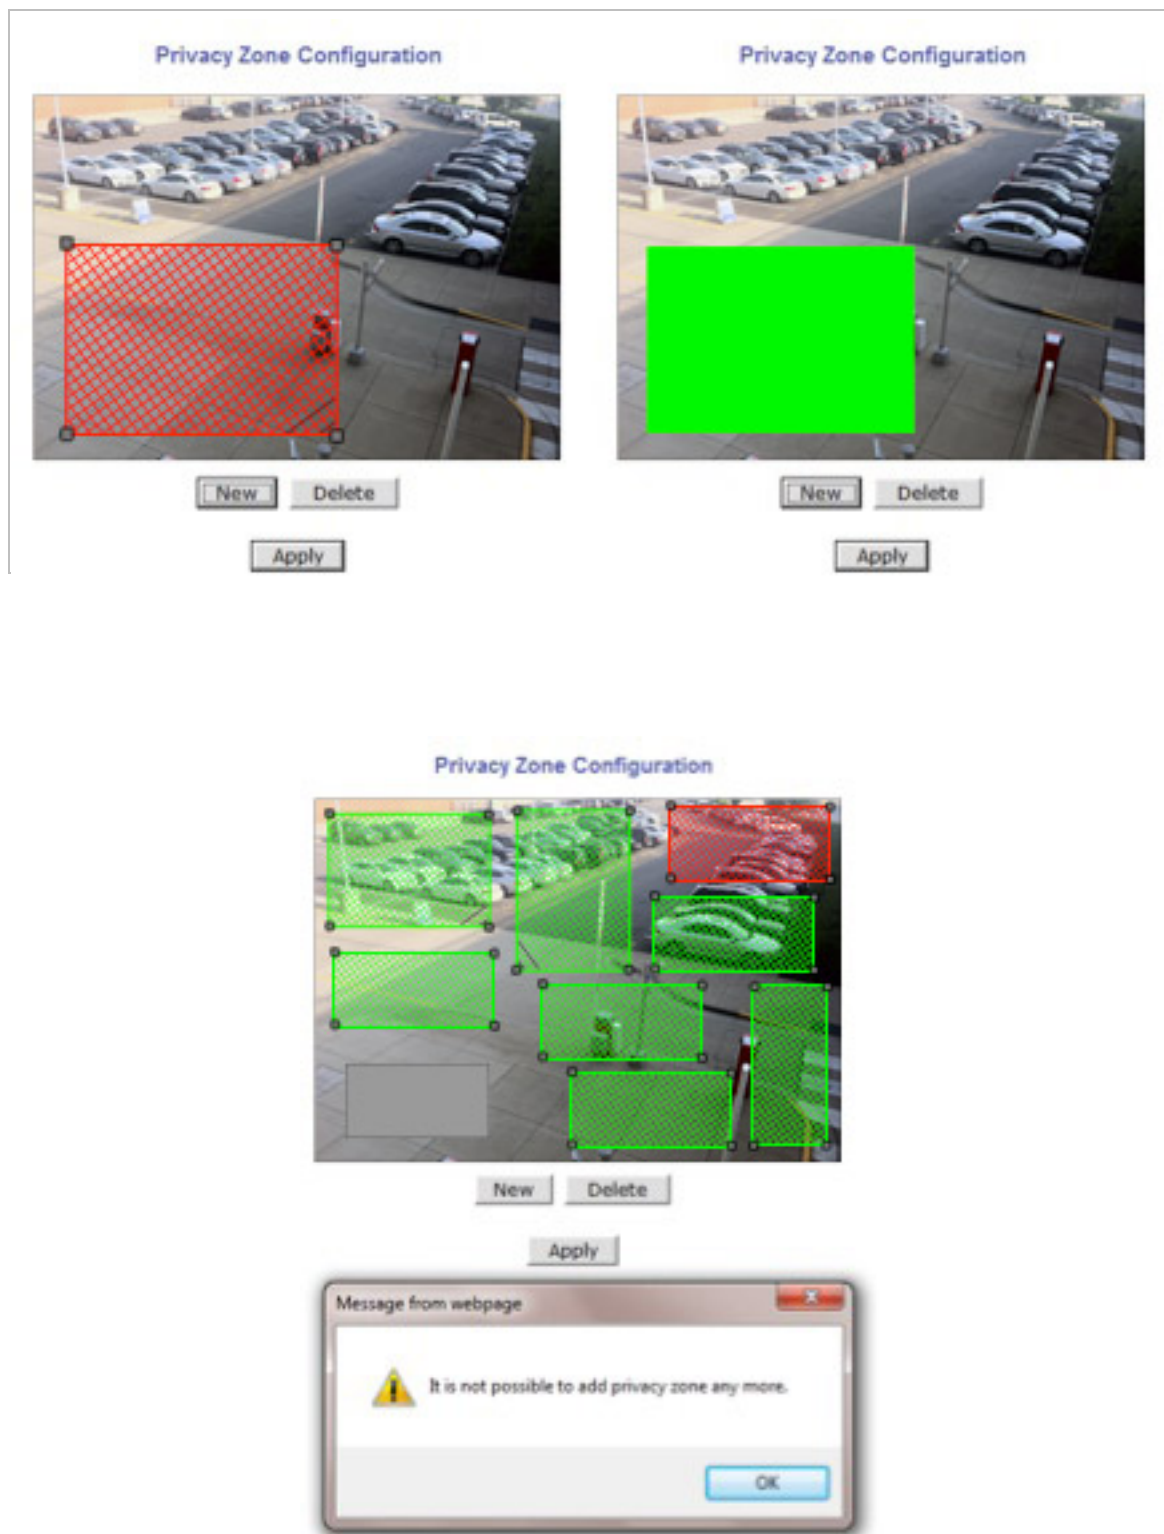 Privacy Zone Configuration
Privacy Zone Configuration
New Delete
New Delete
Apply
Apply
Privacy Zone Configuration
New Delete
Apply
Message from webpage
It is not possible to add privacy zone any more.
OK